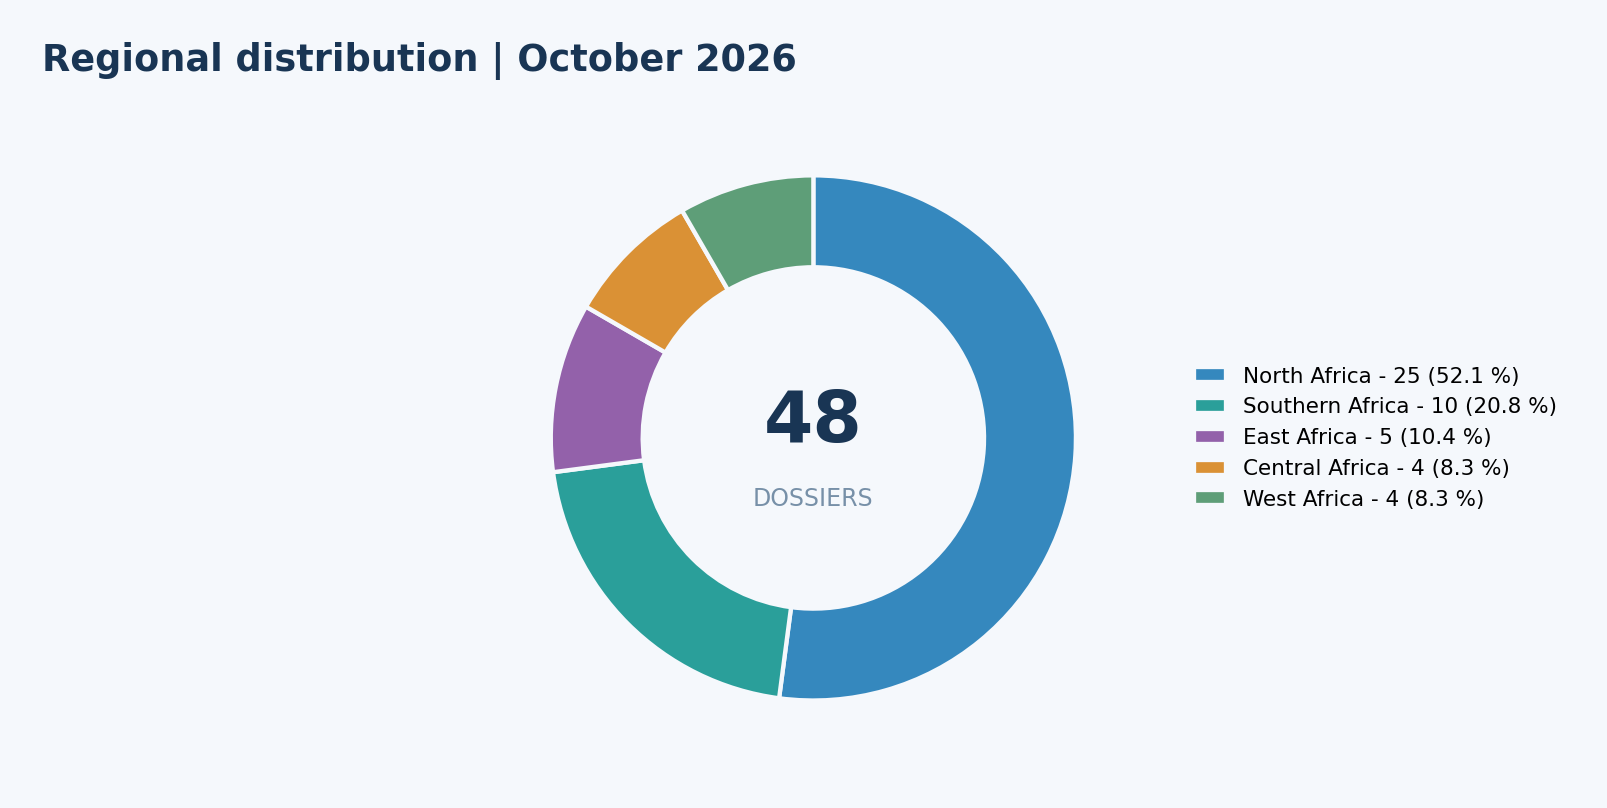 Regional distribution | October 2026
48
DOSSIERS
North Africa - 25 (52.1 %)
Southern Africa - 10 (20.8 %)
East Africa - 5 (10.4 %)
Central Africa - 4 (8.3 %)
West Africa - 4 (8.3 %)